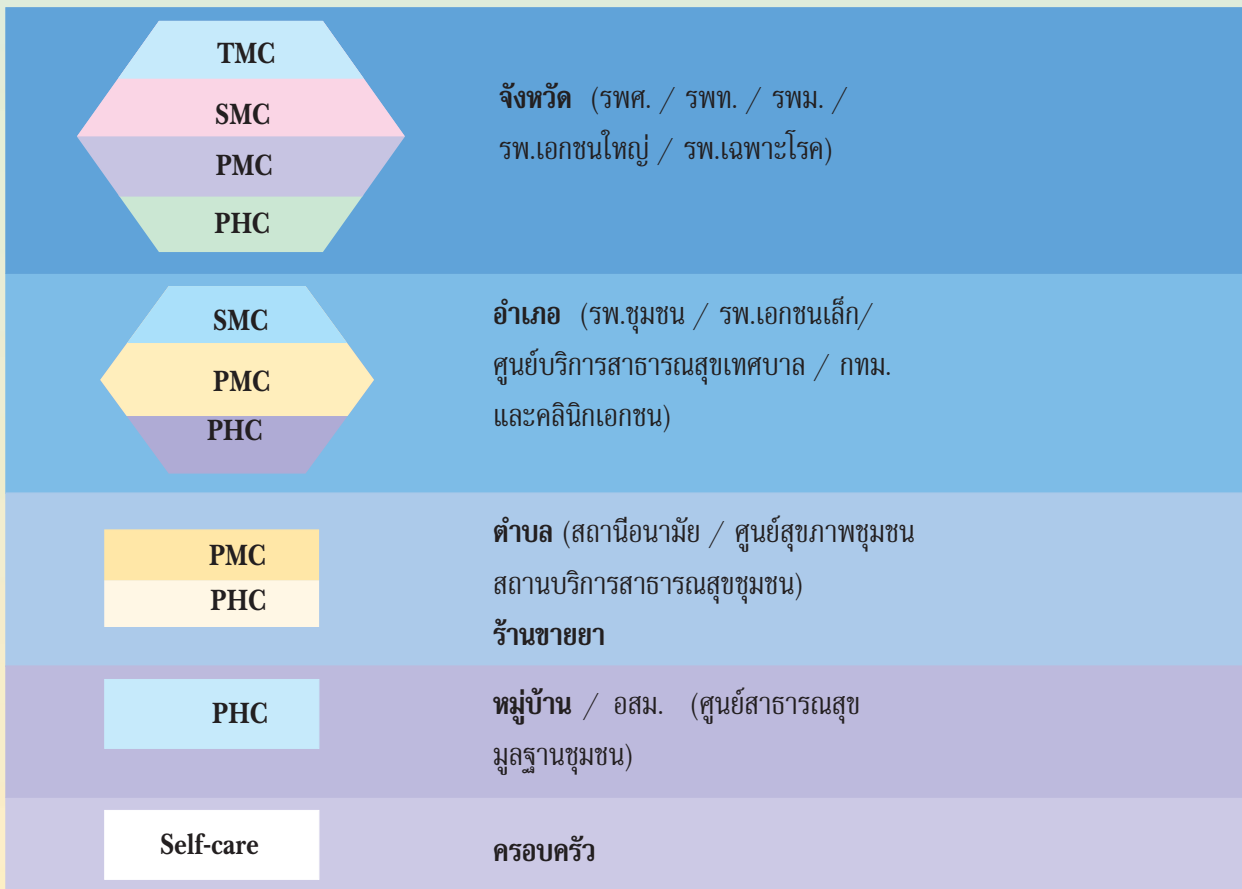 TMC
SMC
PMC
PHC
จังหวัด (รพศ. / รพท. / รพม. /
รพ.เอกชนใหญ่ / รพ.เฉพาะโรค)
SMC
PMC
PHC
อำเภอ (รพ.ชุมชน / รพ.เอกชนเล็ก/
ศูนย์บริการสาธารณสุขเทศบาล / กทม.
และคลินิกเอกชน)
PMC
PHC
ตำบล (สถานีอนามัย / ศูนย์สุขภาพชุมชน
สถานบริการสาธารณสุขชุมชน)
ร้านขายยา
PHC
หมู่บ้าน / อสม. (ศูนย์สาธารณสุข
มูลฐานชุมชน)
Self-care
ครอบครัว